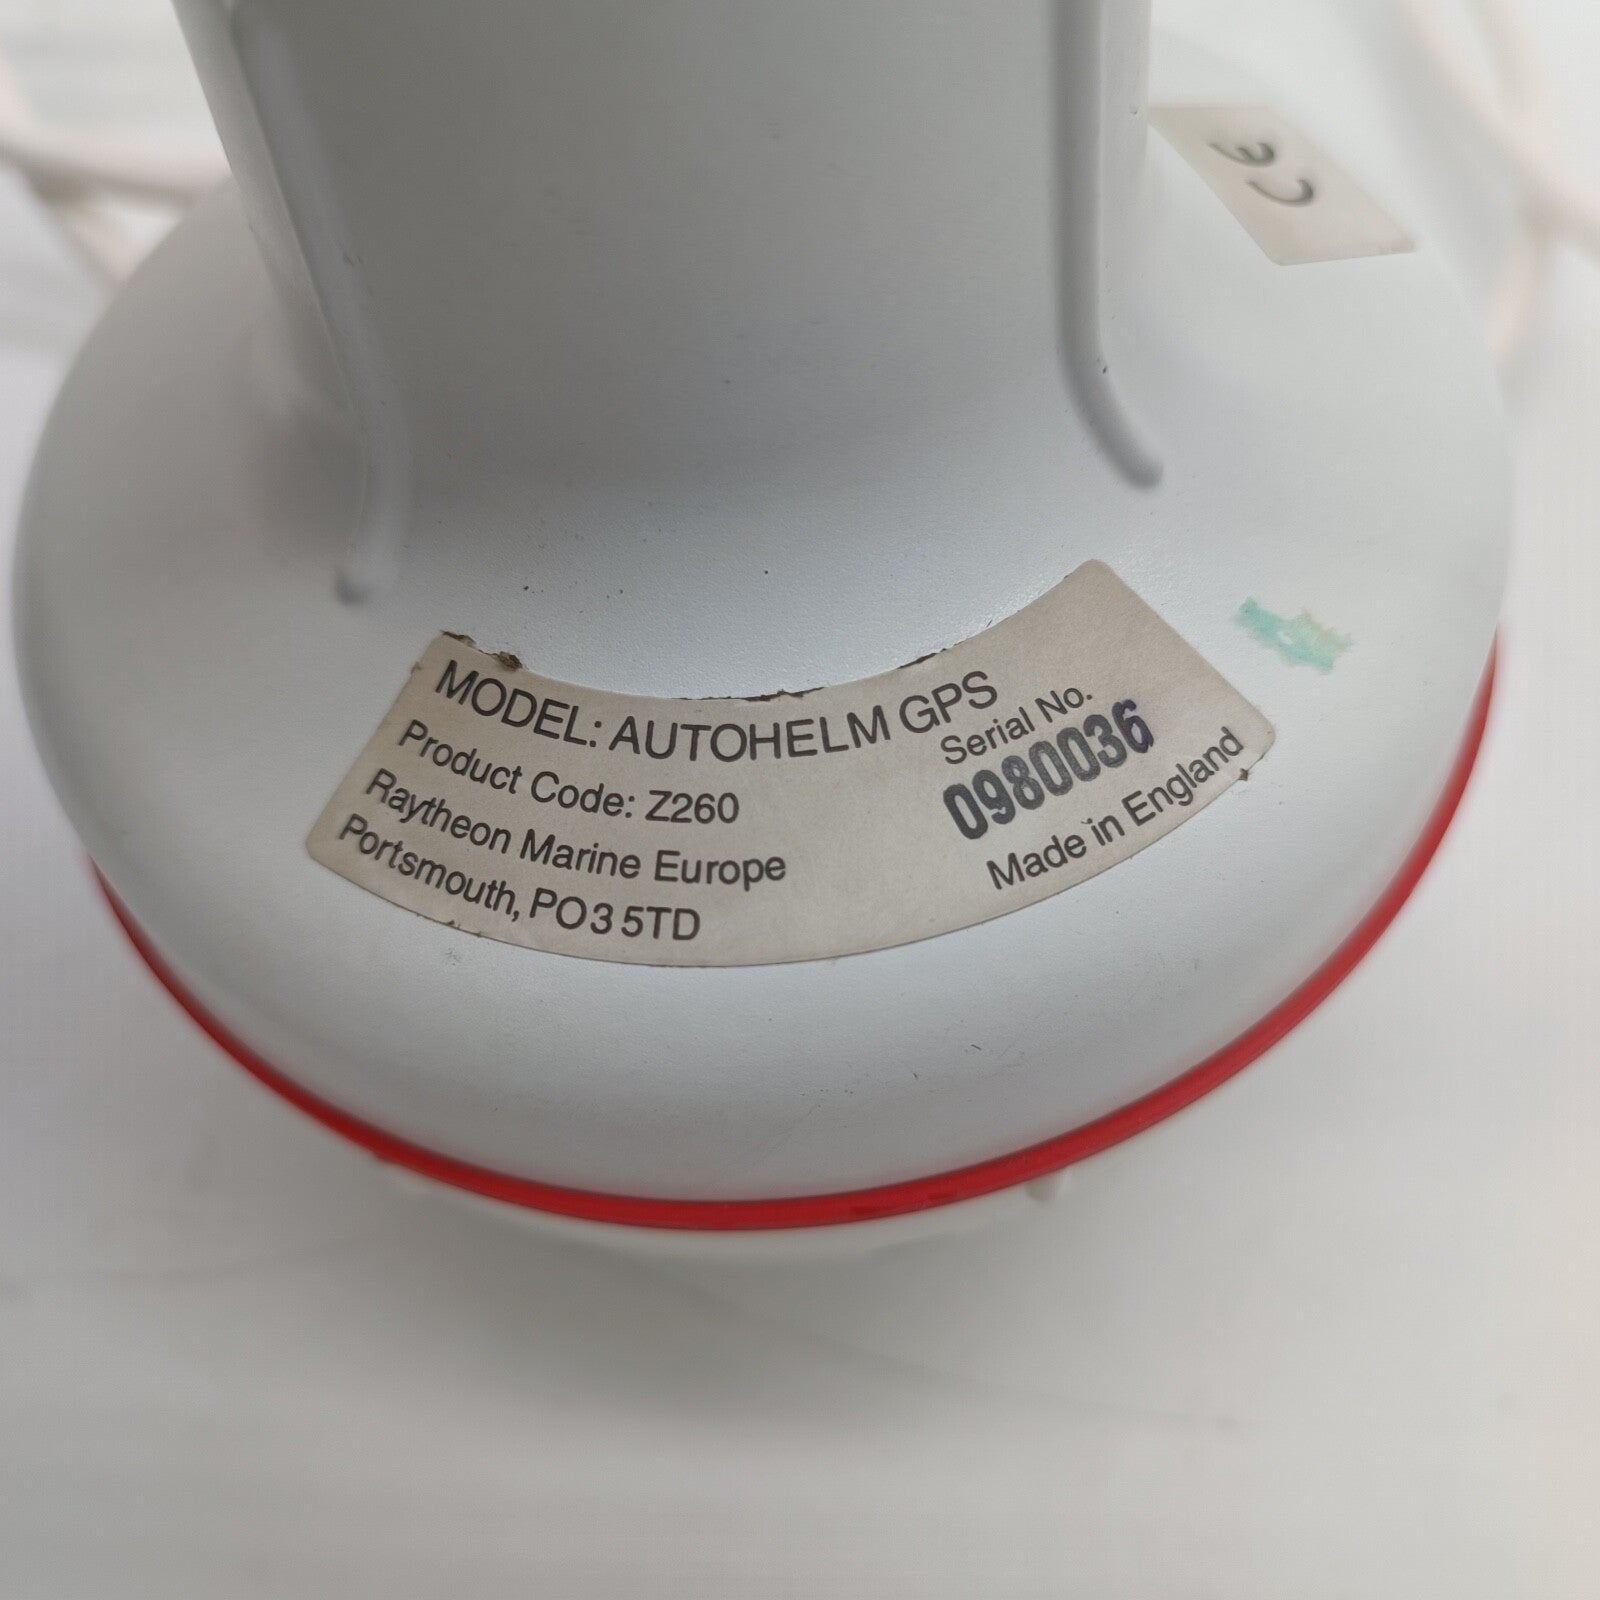 CE
MODEL: AUTOHELM GPS
Product Code: Z260
Raytheon Marine Europe
Portsmouth, PO3 5TD
Serial No.
0980036
Made in England